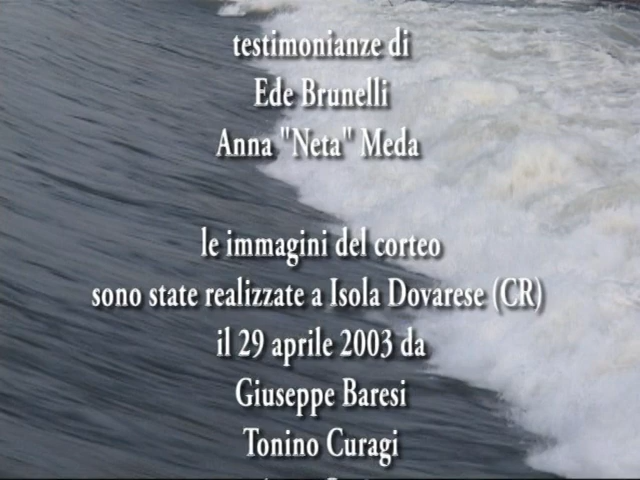 testimonianze di
Ede Brunelli
Anna "Neta" Meda
le immagini del corteo
sono state realizzate a Isola Dovarese (CR)
il 29 aprile 2003 da
Giuseppe Baresi
Tonino Curagi